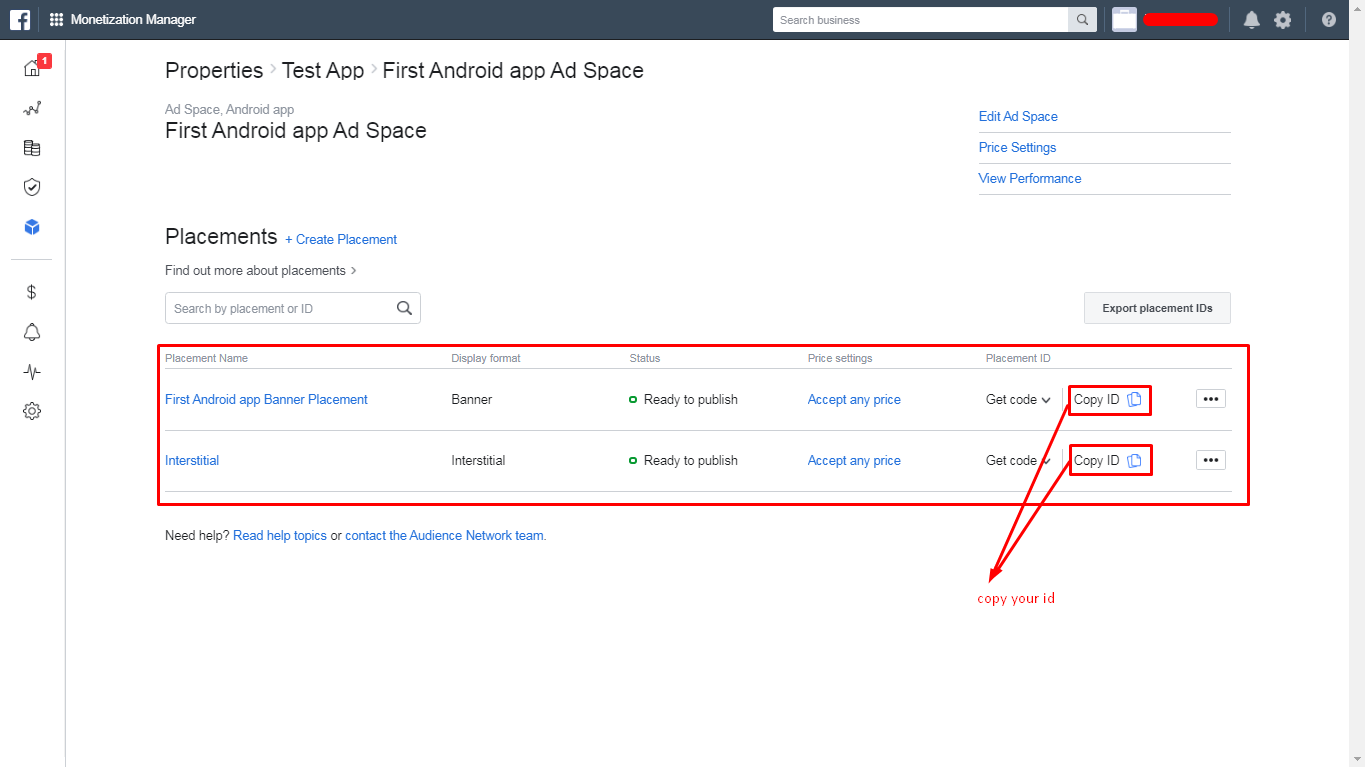 Monetization Manager
Search business
1
Properties > Test App > First Android app Ad Space
Ad Space, Android app
First Android app Ad Space
Edit Ad Space
Price Settings
View Performance
Placements + Create Placement
Find out more about placements >
Search by placement or ID
Export placement IDs
Placement Name Display format Status Price settings Placement ID
First Android app Banner Placement Banner Ready to publish Accept any price Get code Copy ID
Interstitial Interstitial Ready to publish Accept any price Get code Copy ID
Need help? Read help topics or contact the Audience Network team.
copy your id